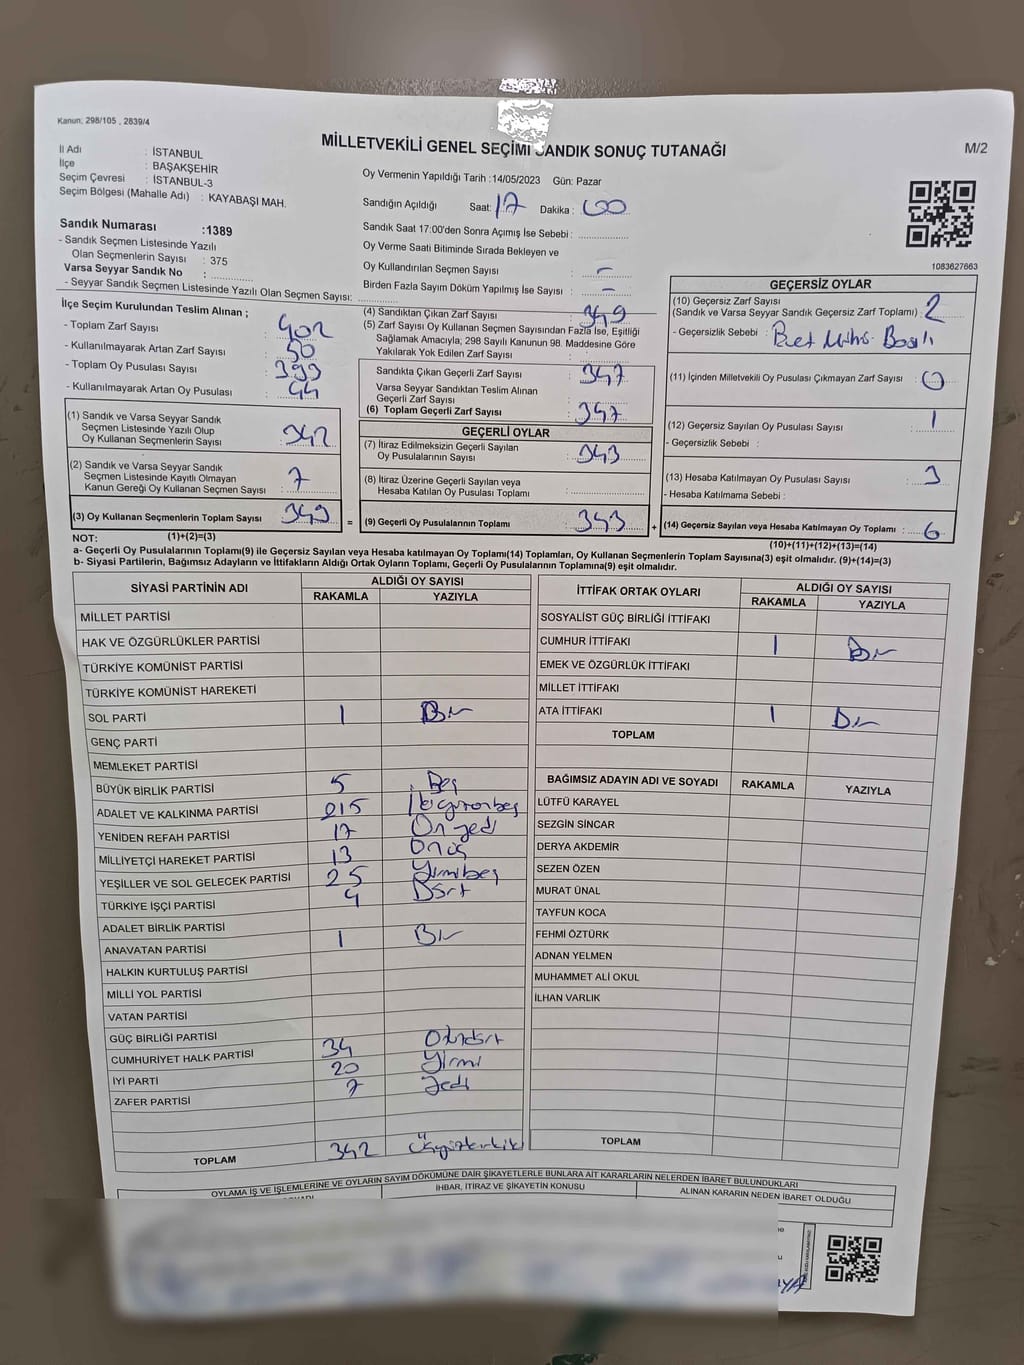 Kanun: 298/105 , 2839/4
MİLLETVEKİLİ GENEL SEÇİMİ SANDIK SONUÇ TUTANAĞI
M/2
İl Adı : İSTANBUL
İlçe : BAŞAKŞEHİR
Seçim Çevresi : İSTANBUL-3
Seçim Bölgesi (Mahalle Adı) : KAYABAŞI MAH.
Sandık Numarası :1389
- Sandık Seçmen Listesinde Yazılı
Olan Seçmenlerin Sayısı : 375
Varsa Seyyar Sandık No :
- Seyyar Sandık Seçmen Listesinde Yazılı Olan Seçmen Sayısı:
Oy Vermenin Yapıldığı Tarih :14/05/2023 Gün: Pazar
Sandığın Açıldığı Saat: 17 Dakika : 00
Sandık Saat 17:00'den Sonra Açılmış İse Sebebi :
Oy Verme Saati Bitiminde Sırada Bekleyen ve
Oy Kullandırılan Seçmen Sayısı : -
Birden Fazla Sayım Döküm Yapılmış İse Sayısı : -
1083627663
İlçe Seçim Kurulundan Teslim Alınan ;
- Toplam Zarf Sayısı : 402
- Kullanılmayarak Artan Zarf Sayısı : 50
- Toplam Oy Pusulası Sayısı : 393
- Kullanılmayarak Artan Oy Pusulası : 44
(1) Sandık ve Varsa Seyyar Sandık
Seçmen Listesinde Yazılı Olup
Oy Kullanan Seçmenlerin Sayısı : 342
(2) Sandık ve Varsa Seyyar Sandık
Seçmen Listesinde Kayıtlı Olmayan
Kanun Gereği Oy Kullanan Seçmen Sayısı : 7
(3) Oy Kullanan Seçmenlerin Toplam Sayısı : 349
(4) Sandıktan Çıkan Zarf Sayısı : 349
(5) Zarf Sayısı Oy Kullanan Seçmen Sayısından Fazla İse, Eşitliği
Sağlamak Amacıyla; 298 Sayılı Kanunun 98. Maddesine Göre
Yakılarak Yok Edilen Zarf Sayısı :
Sandıkta Çıkan Geçerli Zarf Sayısı : 347
Varsa Seyyar Sandıktan Teslim Alınan
Geçerli Zarf Sayısı :
(6) Toplam Geçerli Zarf Sayısı : 347
GEÇERLİ OYLAR
(7) İtiraz Edilmeksizin Geçerli Sayılan
Oy Pusulalarının Sayısı : 343
(8) İtiraz Üzerine Geçerli Sayılan veya
Hesaba Katılan Oy Pusulası Toplamı :
= (9) Geçerli Oy Pusulalarının Toplamı : 343 +
GEÇERSİZ OYLAR
(10) Geçersiz Zarf Sayısı
(Sandık ve Varsa Seyyar Sandık Geçersiz Zarf Toplamı) : 2
- Geçersizlik Sebebi :
(11) İçinden Milletvekili Oy Pusulası Çıkmayan Zarf Sayısı : 0
(12) Geçersiz Sayılan Oy Pusulası Sayısı : 1
- Geçersizlik Sebebi :
(13) Hesaba Katılmayan Oy Pusulası Sayısı : 3
- Hesaba Katılmama Sebebi :
(14) Geçersiz Sayılan veya Hesaba Katılmayan Oy Toplamı : 6
NOT: (1)+(2)=(3)
(10)+(11)+(12)+(13)=(14)
a- Geçerli Oy Pusulalarının Toplamı(9) ile Geçersiz Sayılan veya Hesaba katılmayan Oy Toplamı(14) Toplamları, Oy Kullanan Seçmenlerin Toplam Sayısına(3) eşit olmalıdır. (9)+(14)=(3)
b- Siyasi Partilerin, Bağımsız Adayların ve İttifakların Aldığı Ortak Oyların Toplamı, Geçerli Oy Pusulalarının Toplamına(9) eşit olmalıdır.
SİYASİ PARTİNİN ADI
ALDIĞI OY SAYISI
RAKAMLA YAZIYLA
MİLLET PARTİSİ
HAK VE ÖZGÜRLÜKLER PARTİSİ
TÜRKİYE KOMÜNİST PARTİSİ
TÜRKİYE KOMÜNİST HAREKETİ
SOL PARTİ 1 Bir
GENÇ PARTİ
MEMLEKET PARTİSİ
BÜYÜK BİRLİK PARTİSİ 5 Beş
ADALET VE KALKINMA PARTİSİ 215 İkiyüzonbeş
YENİDEN REFAH PARTİSİ 17 On yedi
MİLLİYETÇİ HAREKET PARTİSİ 13 Onüç
YEŞİLLER VE SOL GELECEK PARTİSİ 25 Yirmibeş
TÜRKİYE İŞÇİ PARTİSİ 4 Dört
ADALET BİRLİK PARTİSİ
ANAVATAN PARTİSİ 1 Bir
HALKIN KURTULUŞ PARTİSİ
MİLLİ YOL PARTİSİ
VATAN PARTİSİ
GÜÇ BİRLİĞİ PARTİSİ
CUMHURİYET HALK PARTİSİ 34 Otuzdört
İYİ PARTİ 20 Yirmi
ZAFER PARTİSİ 7 Yedi
TOPLAM 342 Üçyüzkırkiki
İTTİFAK ORTAK OYLARI
ALDIĞI OY SAYISI
RAKAMLA YAZIYLA
SOSYALİST GÜÇ BİRLİĞİ İTTİFAKI
CUMHUR İTTİFAKI 1 Bir
EMEK VE ÖZGÜRLÜK İTTİFAKI
MİLLET İTTİFAKI
ATA İTTİFAKI 1 Bir
TOPLAM
BAĞIMSIZ ADAYIN ADI VE SOYADI RAKAMLA YAZIYLA
LÜTFÜ KARAYEL
SEZGİN SİNCAR
DERYA AKDEMİR
SEZEN ÖZEN
MURAT ÜNAL
TAYFUN KOCA
FEHMİ ÖZTÜRK
ADNAN YELMEN
MUHAMMET ALİ OKUL
İLHAN VARLIK
TOPLAM
OYLAMA İŞ VE İŞLEMLERİNE VE OYLARIN SAYIM DÖKÜMÜNE DAİR ŞİKAYETLERLE BUNLARA AİT KARARLARIN NELERDEN İBARET BULUNDUKLARI
İHBAR, İTİRAZ VE ŞİKAYETİN KONUSU
ALINAN KARARIN NEDEN İBARET OLDUĞU